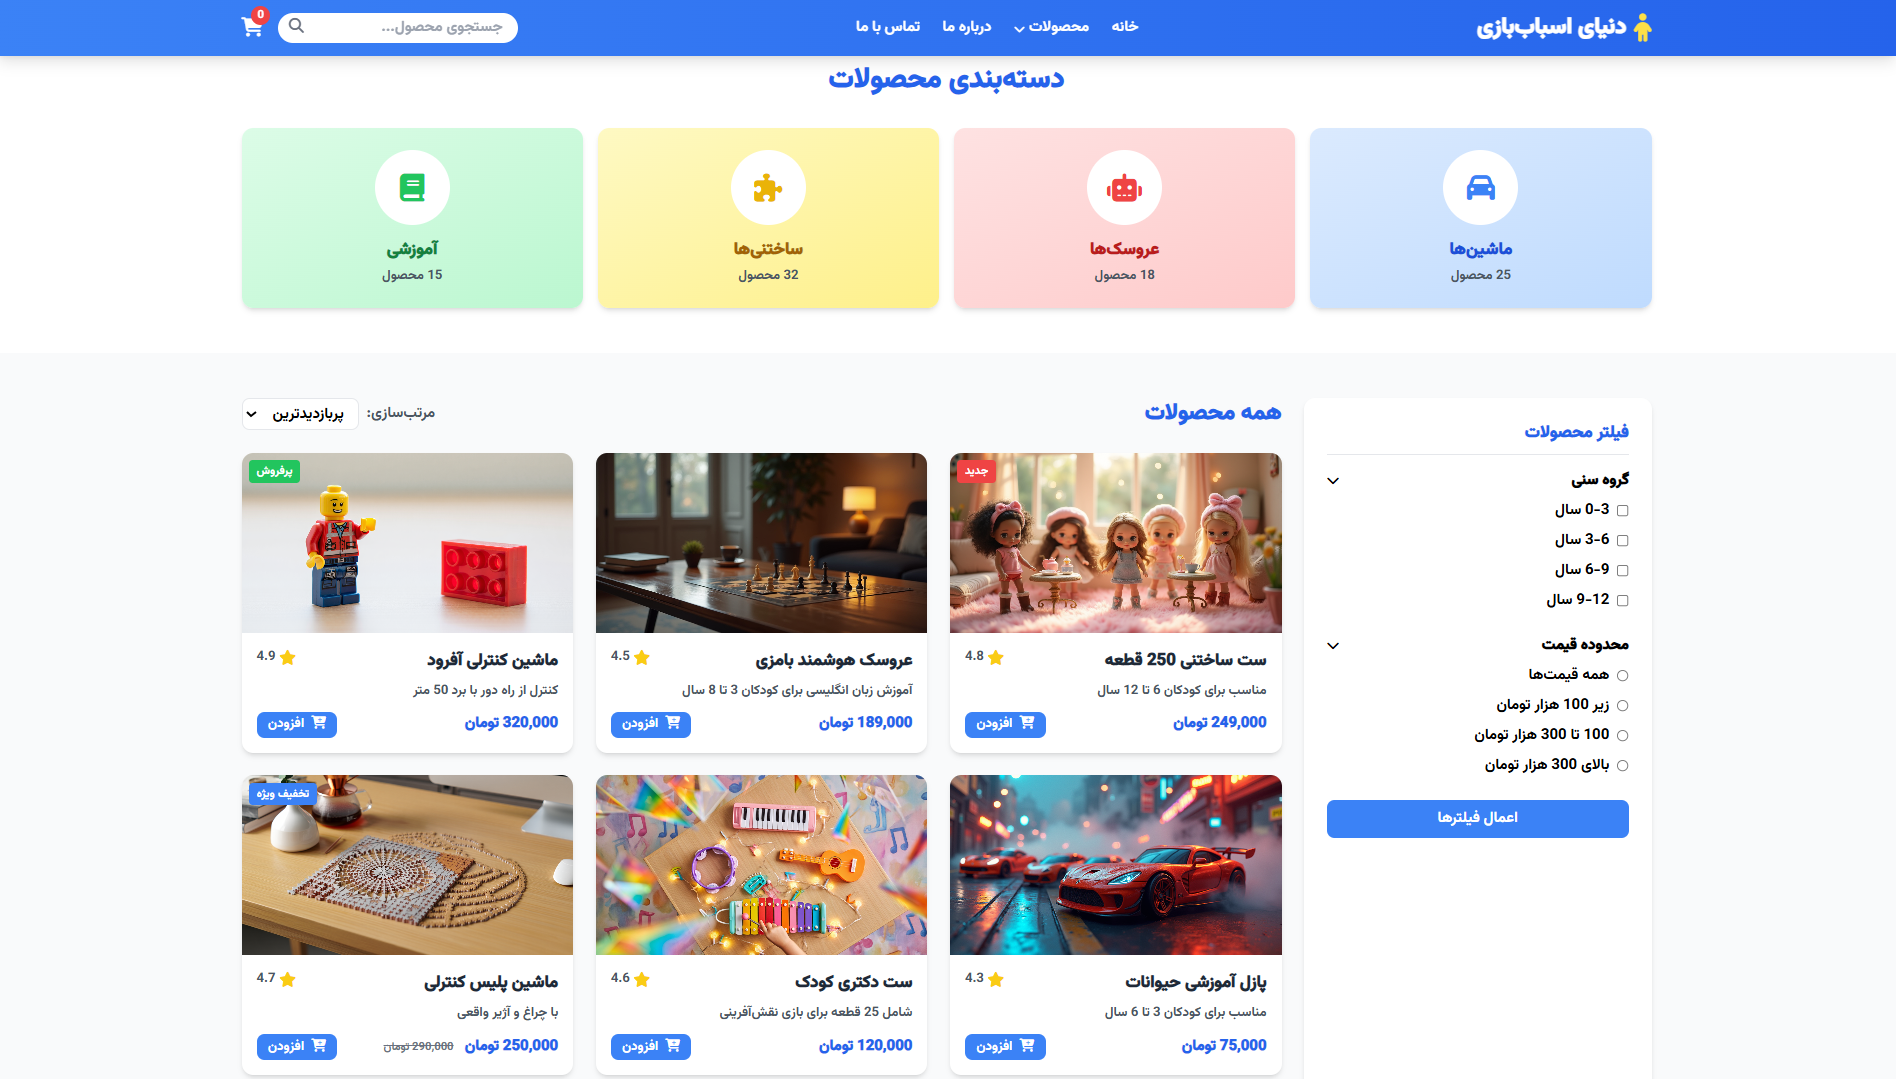 دنیای اسباب‌بازی
خانه
محصولات
درباره ما
تماس با ما
جستجوی محصول...
0
دسته‌بندی محصولات
ماشین‌ها
25 محصول
عروسک‌ها
18 محصول
ساختنی‌ها
32 محصول
آموزشی
15 محصول
فیلتر محصولات
گروه سنی
0-3 سال
3-6 سال
6-9 سال
9-12 سال
محدوده قیمت
همه قیمت‌ها
زیر 100 هزار تومان
100 تا 300 هزار تومان
بالای 300 هزار تومان
اعمال فیلترها
همه محصولات
مرتب‌سازی:
پربازدیدترین
جدید
ست ساختنی 250 قطعه
4.8
مناسب برای کودکان 6 تا 12 سال
249,000 تومان
افزودن
عروسک هوشمند بامزی
4.5
آموزش زبان انگلیسی برای کودکان 3 تا 8 سال
189,000 تومان
افزودن
پرفروش
ماشین کنترلی آفرود
4.9
کنترل از راه دور با برد 50 متر
320,000 تومان
افزودن
پازل آموزشی حیوانات
4.3
مناسب برای کودکان 3 تا 6 سال
75,000 تومان
افزودن
ست دکتری کودک
4.6
شامل 25 قطعه برای بازی نقش‌آفرینی
120,000 تومان
افزودن
تخفیف ویژه
ماشین پلیس کنترلی
4.7
با چراغ و آژیر واقعی
250,000 تومان
290,000 تومان
افزودن